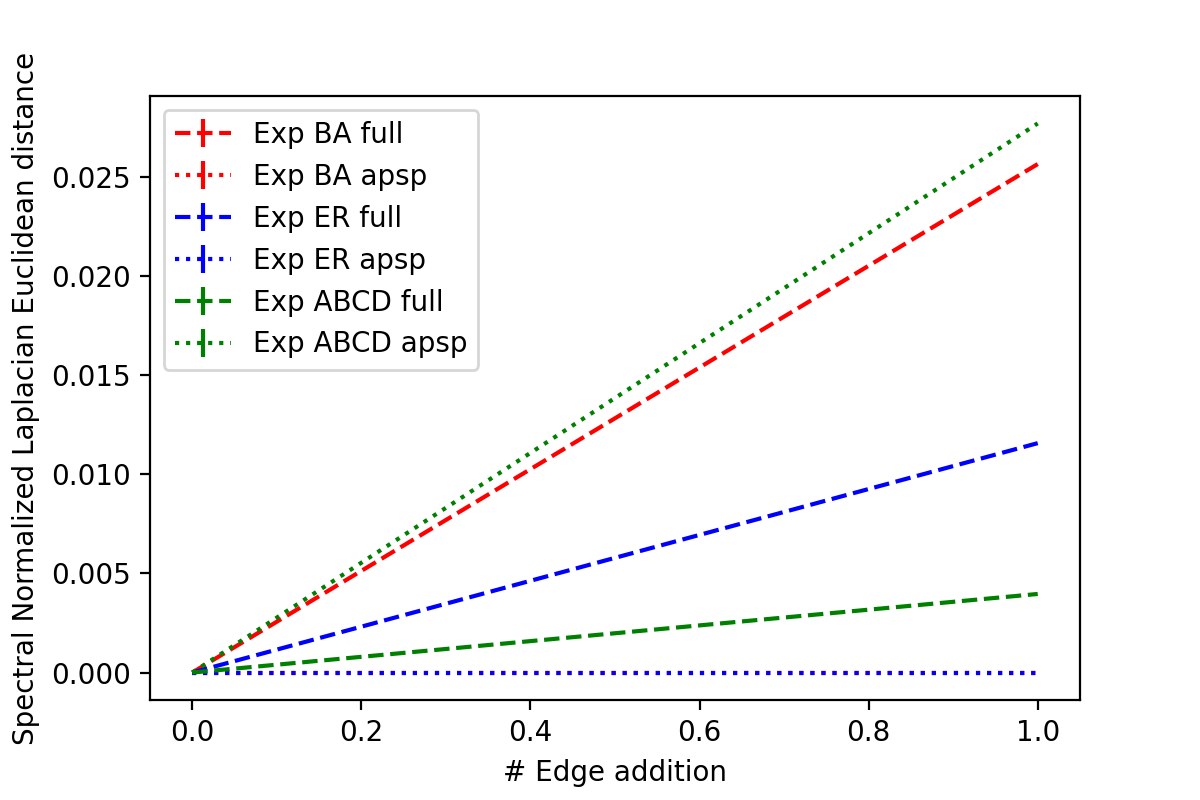 Spectral Normalized Laplacian Euclidean distance
0.025
0.020
0.015
0.010
0.005
0.000
Exp BA full
Exp BA apsp
Exp ER full
Exp ER apsp
Exp ABCD full
Exp ABCD apsp
0.0 0.2 0.4 0.6 0.8 1.0
# Edge addition